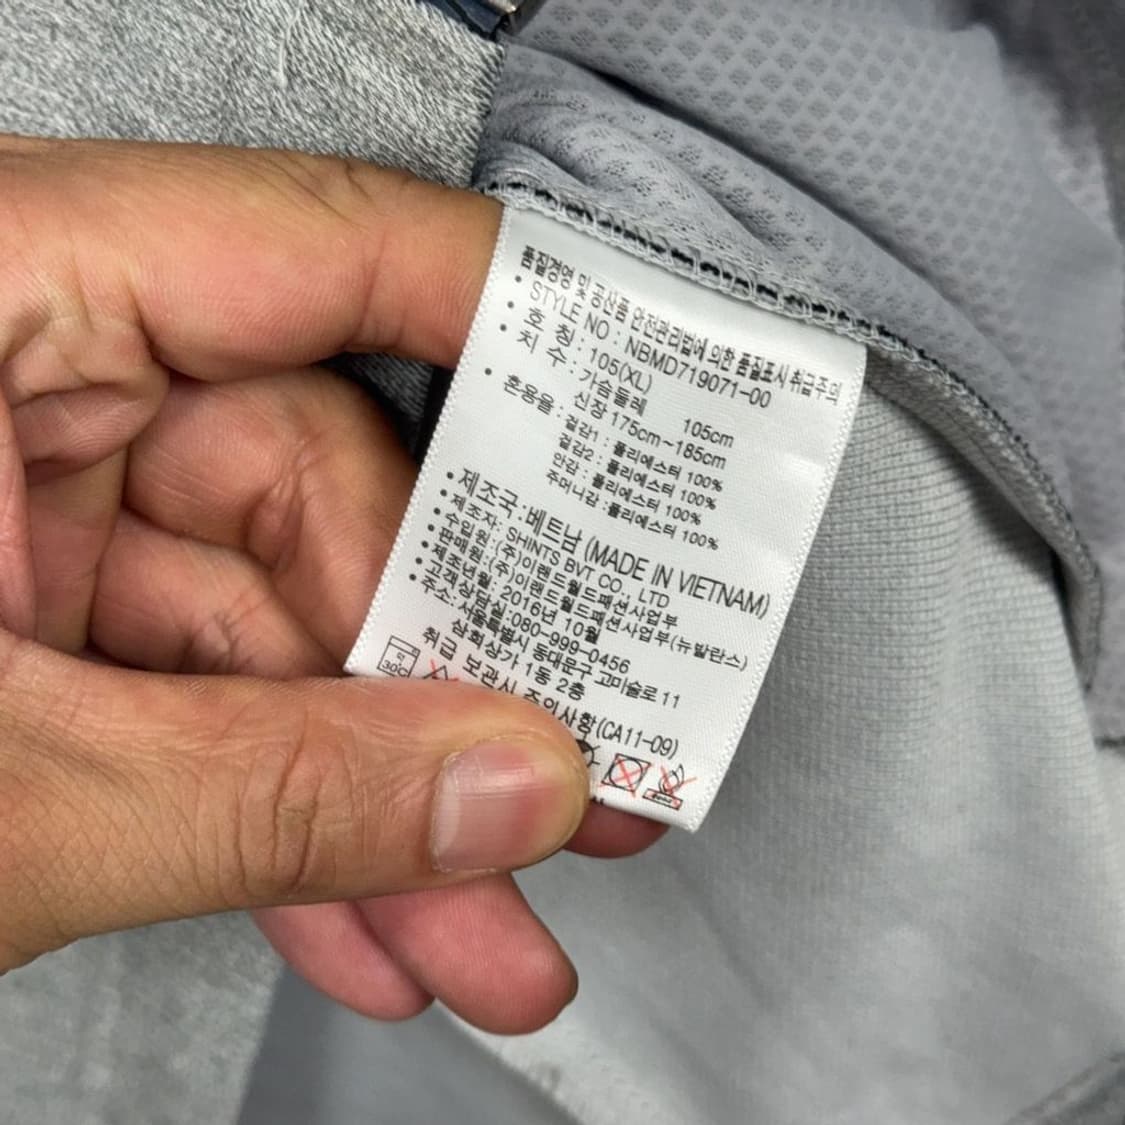 품질경영 및 공산품 안전관리법에 의한 품질표시 취급주의
• STYLE NO : NBMD719071-00
• 호 칭 : 105(XL)
• 치 수 : 가슴둘레 105cm
신장 175cm~185cm
• 혼용율 : 겉감1 : 폴리에스터 100%
겉감2 : 폴리에스터 100%
안감 : 폴리에스터 100%
주머니감 : 폴리에스터 100%
• 제조국 : 베트남 (MADE IN VIETNAM)
• 제조자 : SHINTS BVT CO., LTD
• 수입원 : (주)이랜드월드패션사업부
• 판매원 : (주)이랜드월드패션사업부(뉴발란스)
• 제조년월 : 2016년 10월
• 고객상담실 : 080-999-0456
• 주소 : 서울특별시 동대문구 고미술로 11
삼희상가 1동 2층
취급 보관시 주의사항(CA11-09)
약
30C